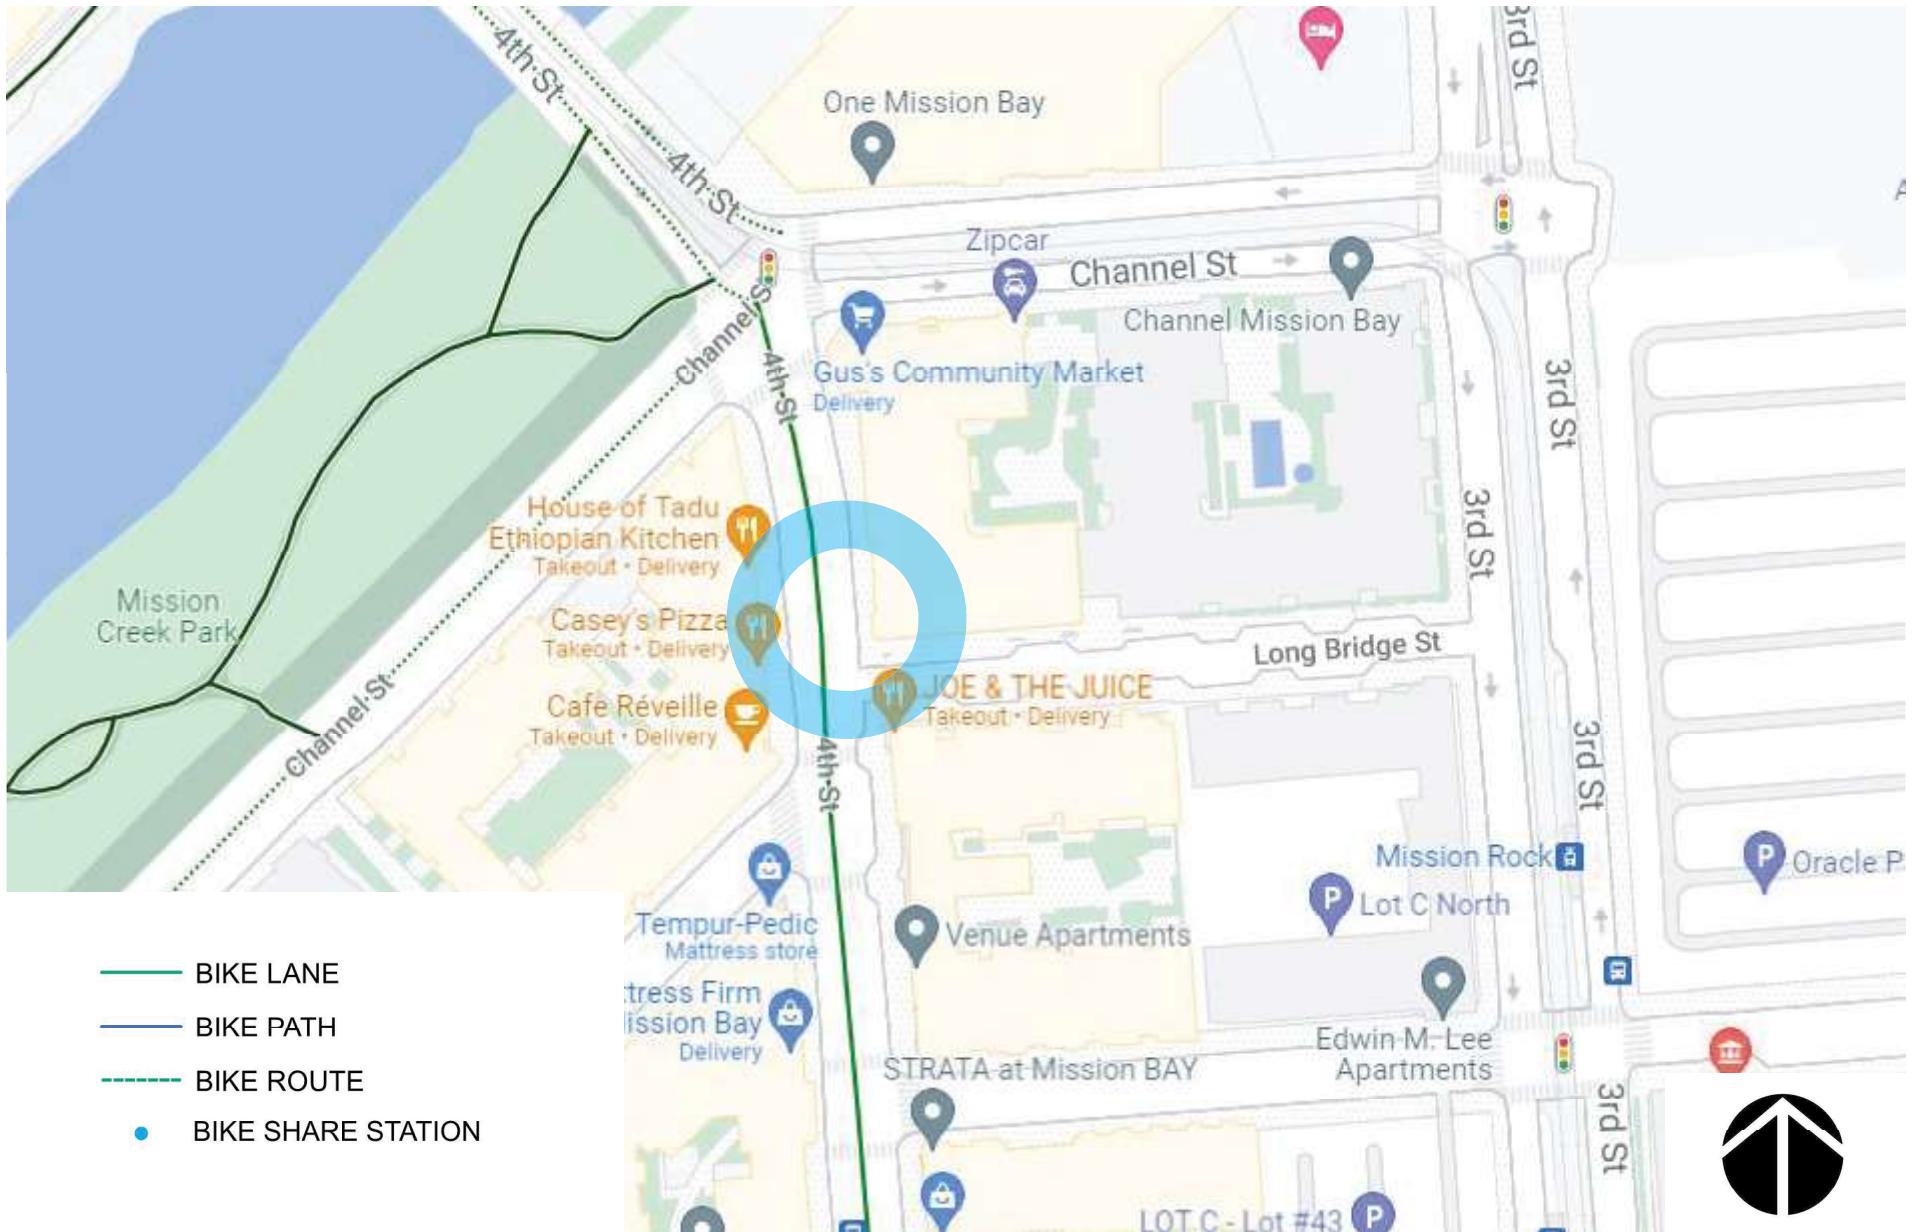 4th St
3rd St
One Mission Bay
4th St
Zipcar
Channel St
Channel Mission Bay
Channel S
4th St
Gus's Community Market
Delivery
3rd St
3rd St
House of Tadu
Ethiopian Kitchen
Takeout • Delivery
Mission
Creek Park
Casey's Pizza
Takeout • Delivery
Long Bridge St
JOE & THE JUICE
Takeout • Delivery
Café Réveille
Takeout • Delivery
Channel St
4th St
3rd St
Mission Rock
P
Oracle P
P
Lot C North
Tempur-Pedic
Mattress store
Venue Apartments
tress Firm
ission Bay
Delivery
Edwin M. Lee
Apartments
STRATA at Mission BAY
3rd St
LOT C - Lot #43
P
BIKE LANE
BIKE PATH
BIKE ROUTE
BIKE SHARE STATION